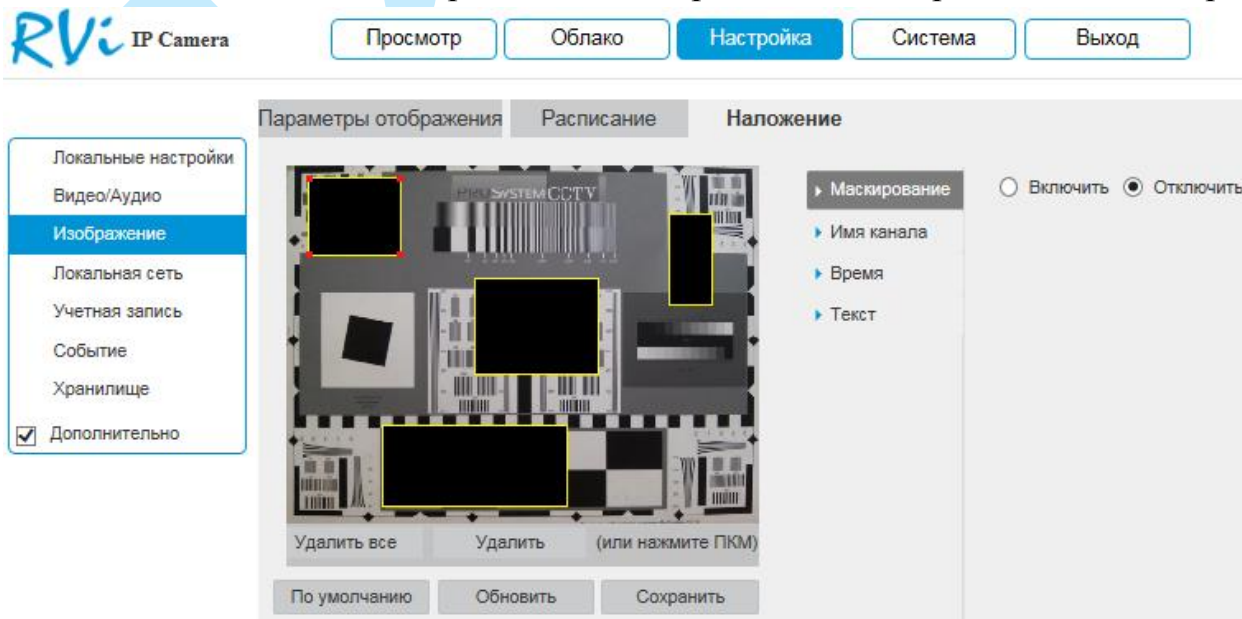 RVi IP Camera
Просмотр
Облако
Настройка
Система
Выход
Параметры отображения
Расписание
Наложение
Локальные настройки
Видео/Аудио
Изображение
Локальная сеть
Учетная запись
Событие
Хранилище
Дополнительно
SYSTEM CCTV
Маскирование
Имя канала
Время
Текст
Включить
Отключить
Удалить все
Удалить
(или нажмите ПКМ)
По умолчанию
Обновить
Сохранить